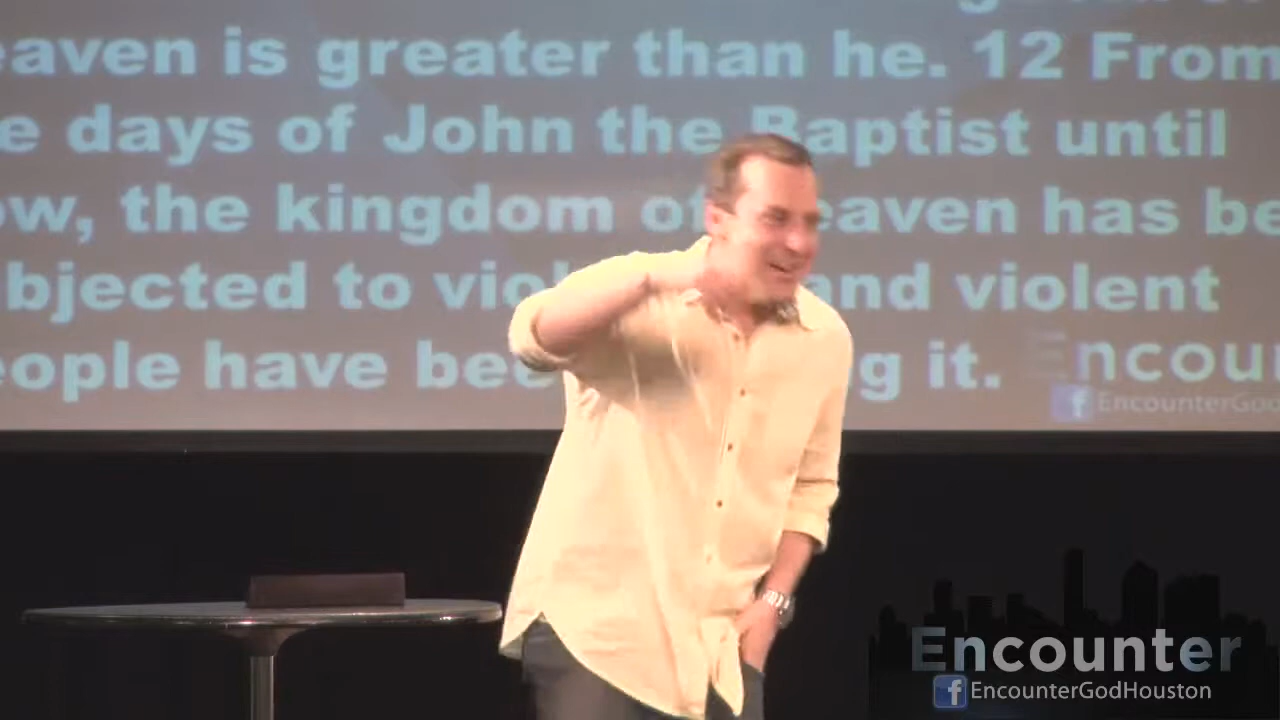 eaven is greater than he. 12 From
e days of John the Baptist until
ow, the kingdom of eaven has be
bjected to vio and violent
eople have bee g it.
Encou
f EncounterGod
Encounter
f EncounterGodHouston